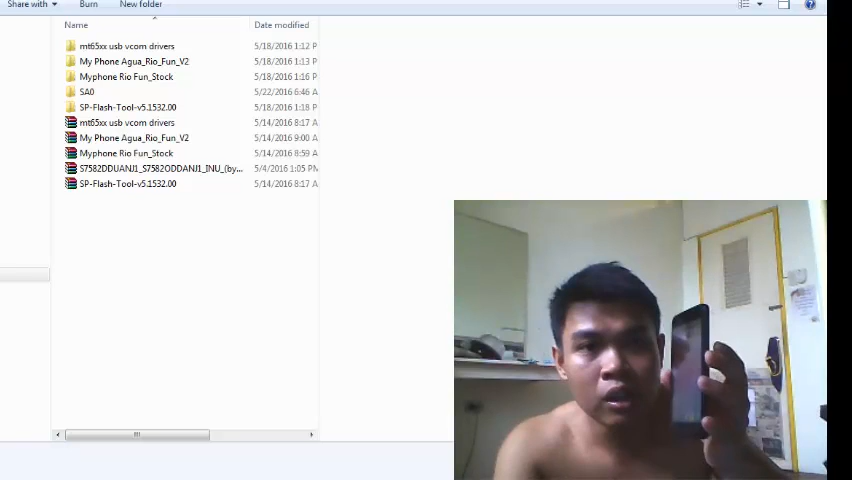 Share with Burn New folder
Name Date modified
mt65xx usb vcom drivers 5/18/2016 1:12 P
My Phone Agua_Rio_Fun_V2 5/18/2016 1:13 P
Myphone Rio Fun_Stock 5/18/2016 1:16 P
SA0 5/22/2016 6:46 A
SP-Flash-Tool-v5.1532.00 5/18/2016 1:18 P
mt65xx usb vcom drivers 5/14/2016 8:17 A
My Phone Agua_Rio_Fun_V2 5/14/2016 9:00 A
Myphone Rio Fun_Stock 5/14/2016 8:59 A
S7582DDUANJ1_S7582ODDANJ1_INU_(by... 5/4/2016 1:05 PM
SP-Flash-Tool-v5.1532.00 5/14/2016 8:17 A